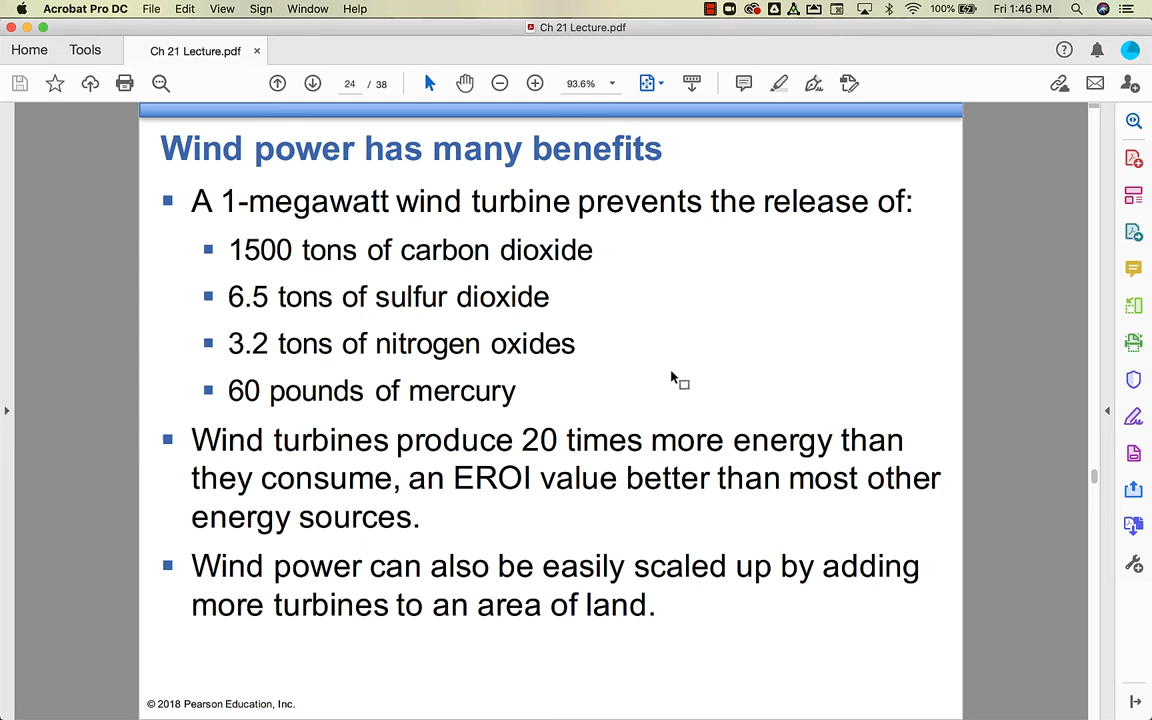 Acrobat Pro DC File Edit View Sign Window Help 100% Fri 1:46 PM
Ch 21 Lecture.pdf
Home Tools Ch 21 Lecture.pdf ×
24 / 38 93.6%
Wind power has many benefits
▪ A 1-megawatt wind turbine prevents the release of:
▪ 1500 tons of carbon dioxide
▪ 6.5 tons of sulfur dioxide
▪ 3.2 tons of nitrogen oxides
▪ 60 pounds of mercury
▪ Wind turbines produce 20 times more energy than
they consume, an EROI value better than most other
energy sources.
▪ Wind power can also be easily scaled up by adding
more turbines to an area of land.
© 2018 Pearson Education, Inc.